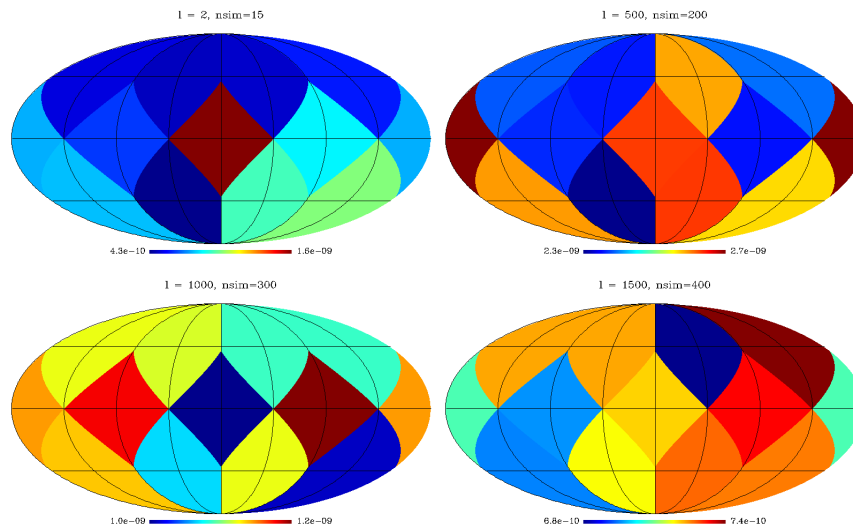 l = 2, nsim=15
l = 500, nsim=200
4.3e-10 1.6e-09
2.3e-09 2.7e-09
l = 1000, nsim=300
l = 1500, nsim=400
1.0e-09 1.2e-09
6.8e-10 7.4e-10